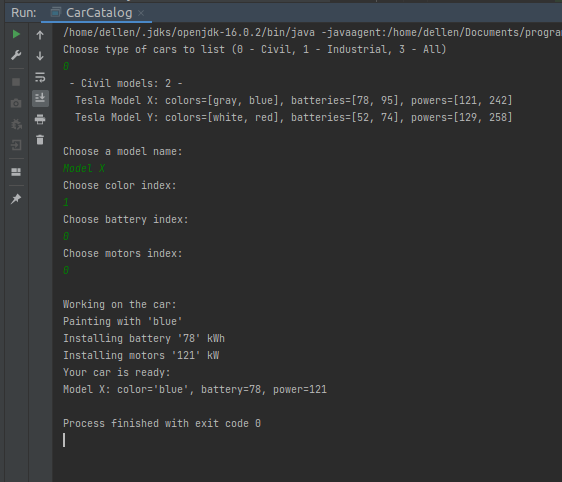 Run: CarCatalog ×
/home/dellen/.jdks/openjdk-16.0.2/bin/java -javaagent:/home/dellen/Documents/progra
Choose type of cars to list (0 - Civil, 1 - Industrial, 3 - All)
0
- Civil models: 2 -
Tesla Model X: colors=[gray, blue], batteries=[78, 95], powers=[121, 242]
Tesla Model Y: colors=[white, red], batteries=[52, 74], powers=[129, 258]
Choose a model name:
Model X
Choose color index:
1
Choose battery index:
0
Choose motors index:
0
Working on the car:
Painting with 'blue'
Installing battery '78' kWh
Installing motors '121' kW
Your car is ready:
Model X: color='blue', battery=78, power=121
Process finished with exit code 0